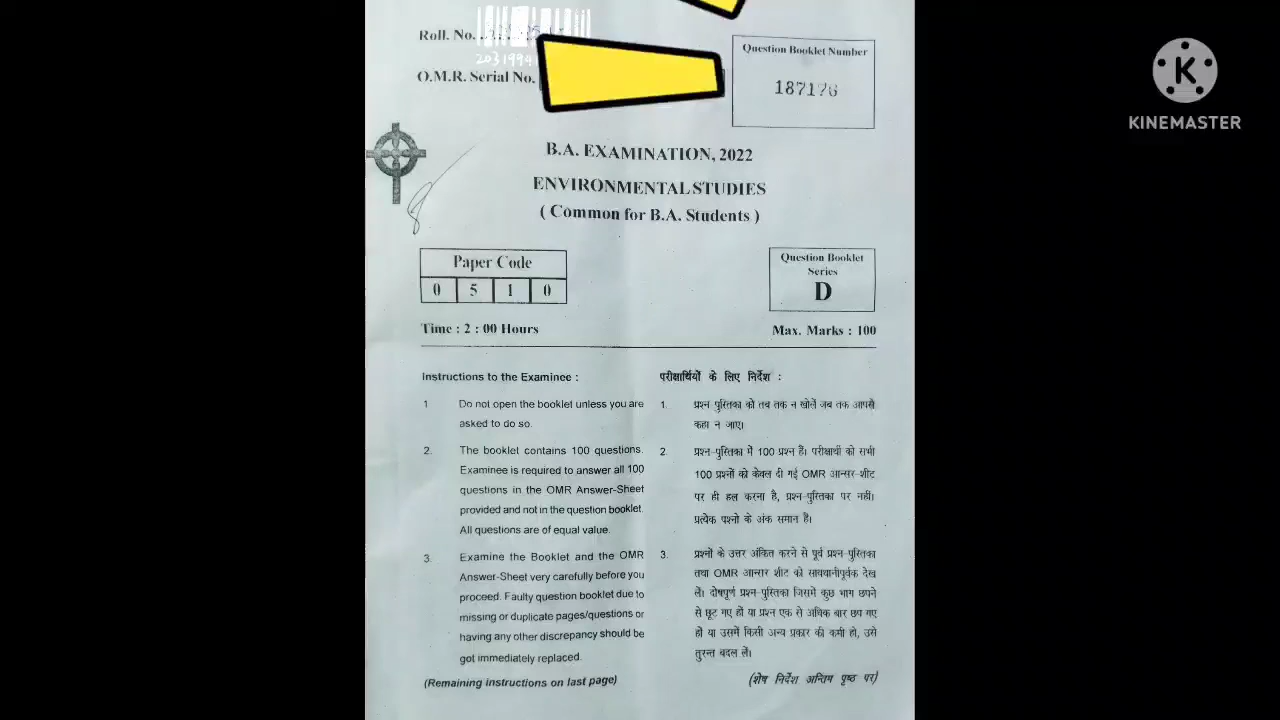 Roll. No.
O.M.R. Serial No.
Question Booklet Number
187176
KINEMASTER
B.A. EXAMINATION, 2022
ENVIRONMENTAL STUDIES
( Common for B.A. Students )
Paper Code
0 5 1 0
Question Booklet
Series
D
Time : 2 : 00 Hours
Max. Marks : 100
Instructions to the Examinee :
1 Do not open the booklet unless you are
asked to do so.
2. The booklet contains 100 questions.
Examinee is required to answer all 100
questions in the OMR Answer-Sheet
provided and not in the question booklet.
All questions are of equal value.
3. Examine the Booklet and the OMR
Answer-Sheet very carefully before you
proceed. Faulty question booklet due to
missing or duplicate pages/questions or
having any other discrepancy should be
got immediately replaced.
(Remaining instructions on last page)
परीक्षार्थियों के लिए निर्देश :
1. प्रश्न-पुस्तिका को तब तक न खोलें जब तक आपसे
कहा न जाए।
2. प्रश्न-पुस्तिका में 100 प्रश्न हैं। परीक्षार्थी को सभी
100 प्रश्नों को केवल दी गई OMR आन्सर-शीट
पर ही हल करना है, प्रश्न-पुस्तिका पर नहीं।
प्रत्येक पश्नो के अंक समान हैं।
3. प्रश्नों के उत्तर अंकित करने से पूर्व प्रश्न-पुस्तिका
तथा OMR आन्सर शीट को सावधानीपूर्वक देख
लें। दोषपूर्ण प्रश्न-पुस्तिका जिसमें कुछ भाग छपने
से छूट गए हों या प्रश्न एक से अधिक बार छप गए
हों या उसमें किसी अन्य प्रकार की कमी हो, उसे
तुरन्त बदल लें।
(शेष निर्देश अन्तिम पृष्ठ पर)